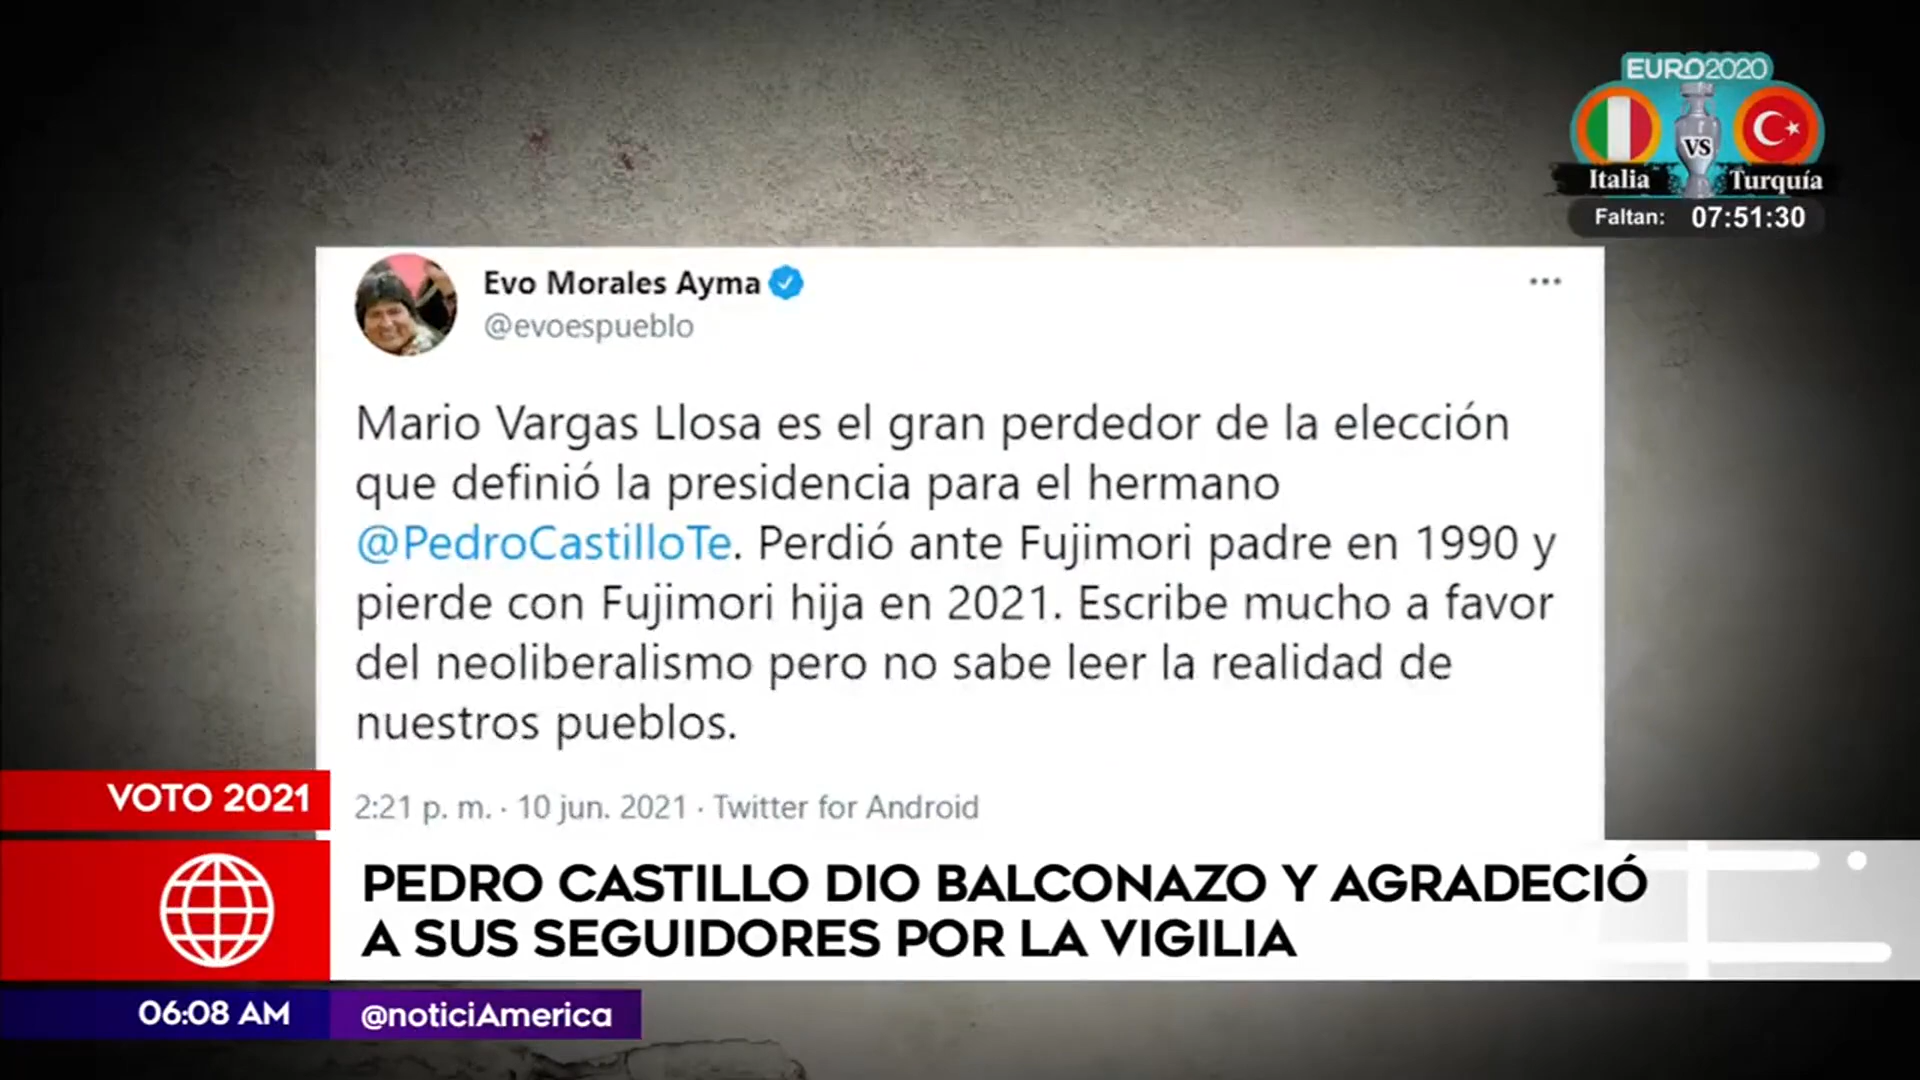 EURO2020
VS
Italia
Turquía
Faltan: 07:51:30
Evo Morales Ayma
@evoespueblo
Mario Vargas Llosa es el gran perdedor de la elección
que definió la presidencia para el hermano
@PedroCastilloTe. Perdió ante Fujimori padre en 1990 y
pierde con Fujimori hija en 2021. Escribe mucho a favor
del neoliberalismo pero no sabe leer la realidad de
nuestros pueblos.
2:21 p. m. · 10 jun. 2021 · Twitter for Android
VOTO 2021
PEDRO CASTILLO DIO BALCONAZO Y AGRADECIÓ
A SUS SEGUIDORES POR LA VIGILIA
06:08 AM
@noticiAmerica